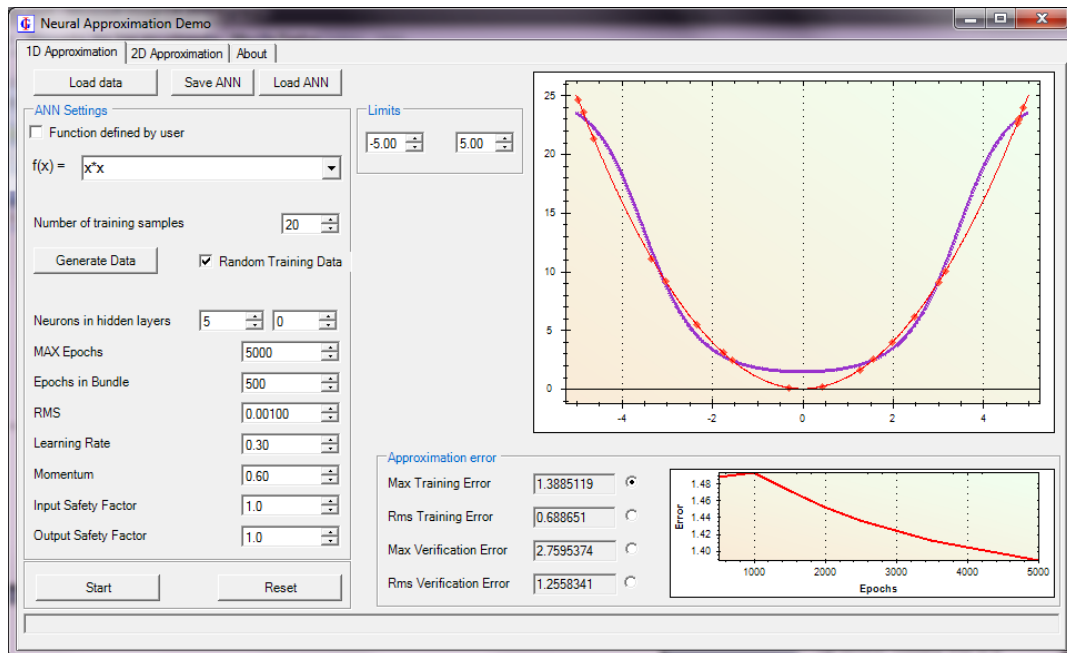 Neural Approximation Demo
1D Approximation 2D Approximation About
Load data Save ANN Load ANN
ANN Settings
Function defined by user
f(x) = x*x
Number of training samples 20
Generate Data Random Training Data
Neurons in hidden layers 5 0
MAX Epochs 5000
Epochs in Bundle 500
RMS 0.00100
Learning Rate 0.30
Momentum 0.60
Input Safety Factor 1.0
Output Safety Factor 1.0
Start Reset
Limits
-5.00 5.00
25
20
15
10
5
0
-4 -2 0 2 4
Approximation error
Max Training Error 1.3885119
Rms Training Error 0.688651
Max Verification Error 2.7595374
Rms Verification Error 1.2558341
Error
1.48
1.46
1.44
1.42
1.40
1000 2000 3000 4000 5000
Epochs